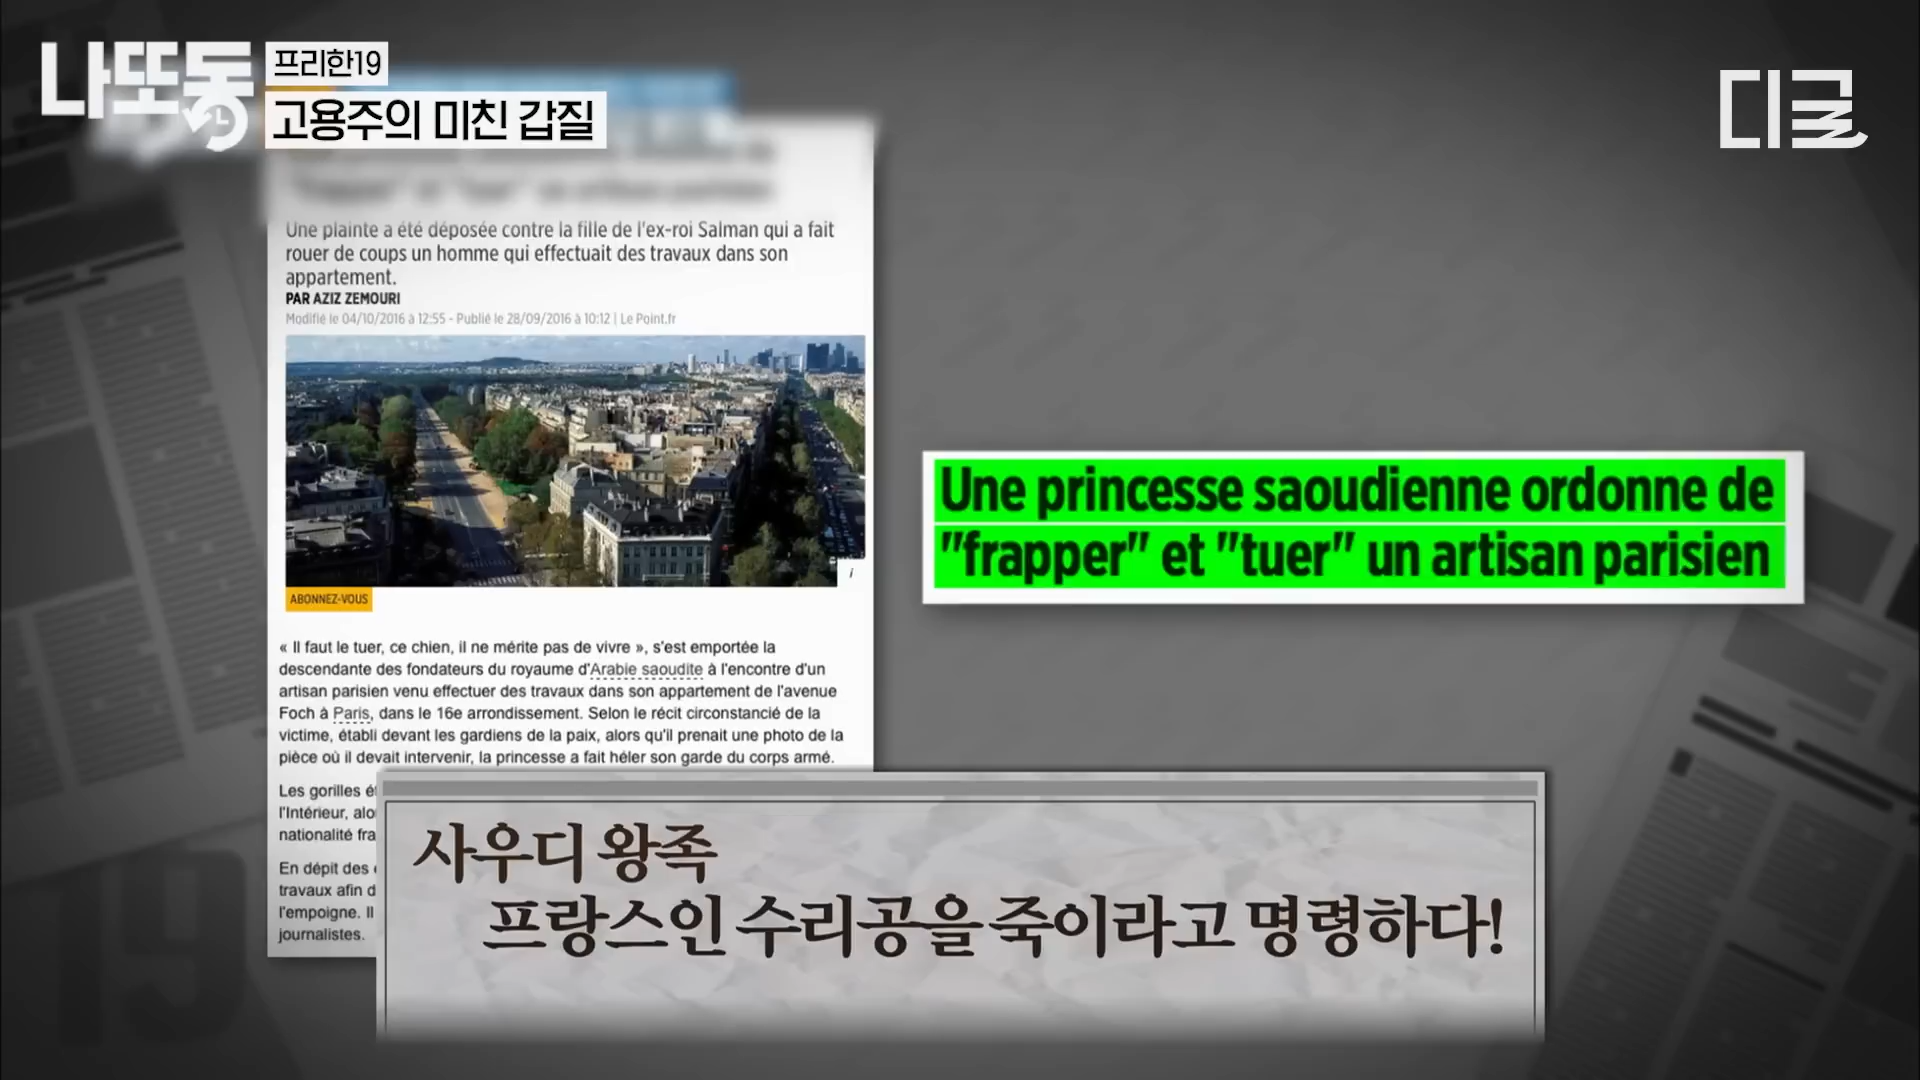 나또동
프리한19
고용주의 미친 갑질
디글
Une plainte a été déposée contre la fille de l'ex-roi Salman qui a fait
rouer de coups un homme qui effectuait des travaux dans son
appartement.
PAR AZIZ ZEMOURI
Modifié le 04/10/2016 à 12:55 - Publié le 28/09/2016 à 10:12 | Le Point.fr
i
ABONNEZ-VOUS
« Il faut le tuer, ce chien, il ne mérite pas de vivre », s'est emportée la
descendante des fondateurs du royaume d'Arabie saoudite à l'encontre d'un
artisan parisien venu effectuer des travaux dans son appartement de l'avenue
Foch à Paris, dans le 16e arrondissement. Selon le récit circonstancié de la
victime, établi devant les gardiens de la paix, alors qu'il prenait une photo de la
pièce où il devait intervenir, la princesse a fait héler son garde du corps armé.
Les gorilles
l'Intérieur,
nationalité
En dépit des
travaux afin
l'empoigne. Il
journalistes.
Une princesse saoudienne ordonne de
"frapper" et "tuer" un artisan parisien
사우디 왕족
프랑스인 수리공을 죽이라고 명령하다!